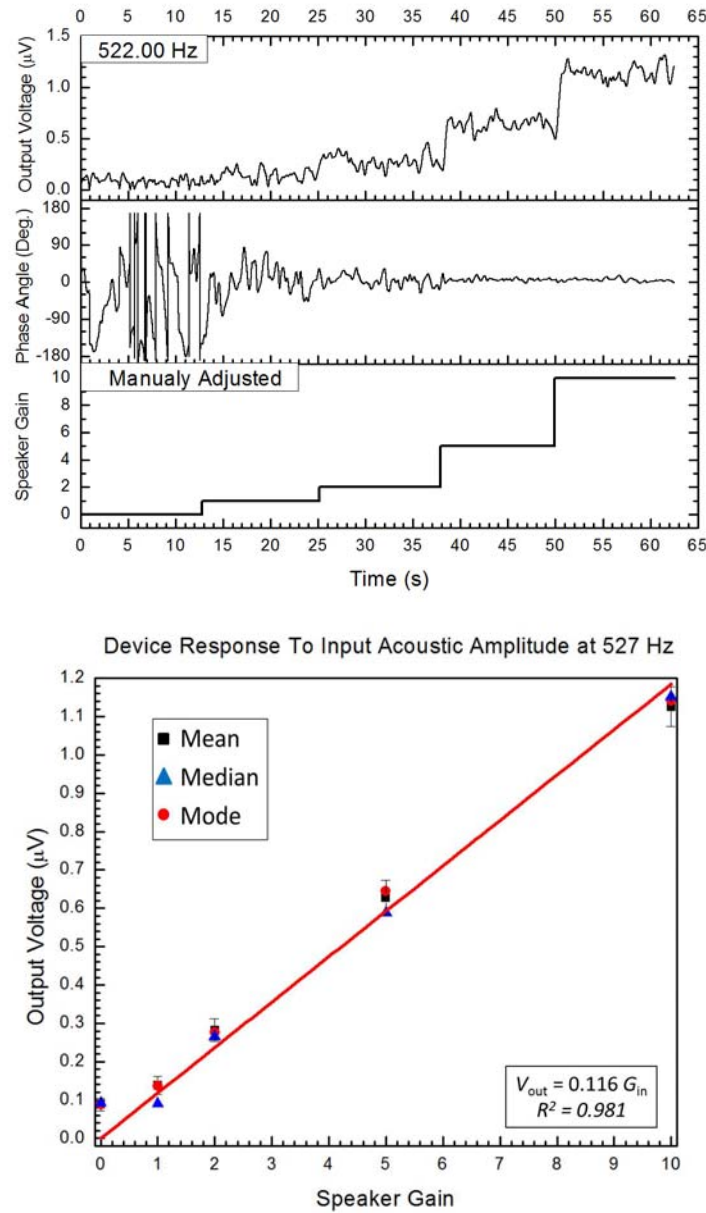 0 5 10 15 20 25 30 35 40 45 50 55 60 65
522.00 Hz
Output Voltage (μV)
1.5
1.0
0.5
0.0
Phase Angle (Deg.)
180
90
0
-90
-180
Manualy Adjusted
Speaker Gain
10
8
6
4
2
0
0 5 10 15 20 25 30 35 40 45 50 55 60 65
Time (s)
Device Response To Input Acoustic Amplitude at 527 Hz
Output Voltage (μV)
1.2
1.1
1.0
0.9
0.8
0.7
0.6
0.5
0.4
0.3
0.2
0.1
0.0
Mean
Median
Mode
V_out = 0.116 G_in
R² = 0.981
0 1 2 3 4 5 6 7 8 9 10
Speaker Gain